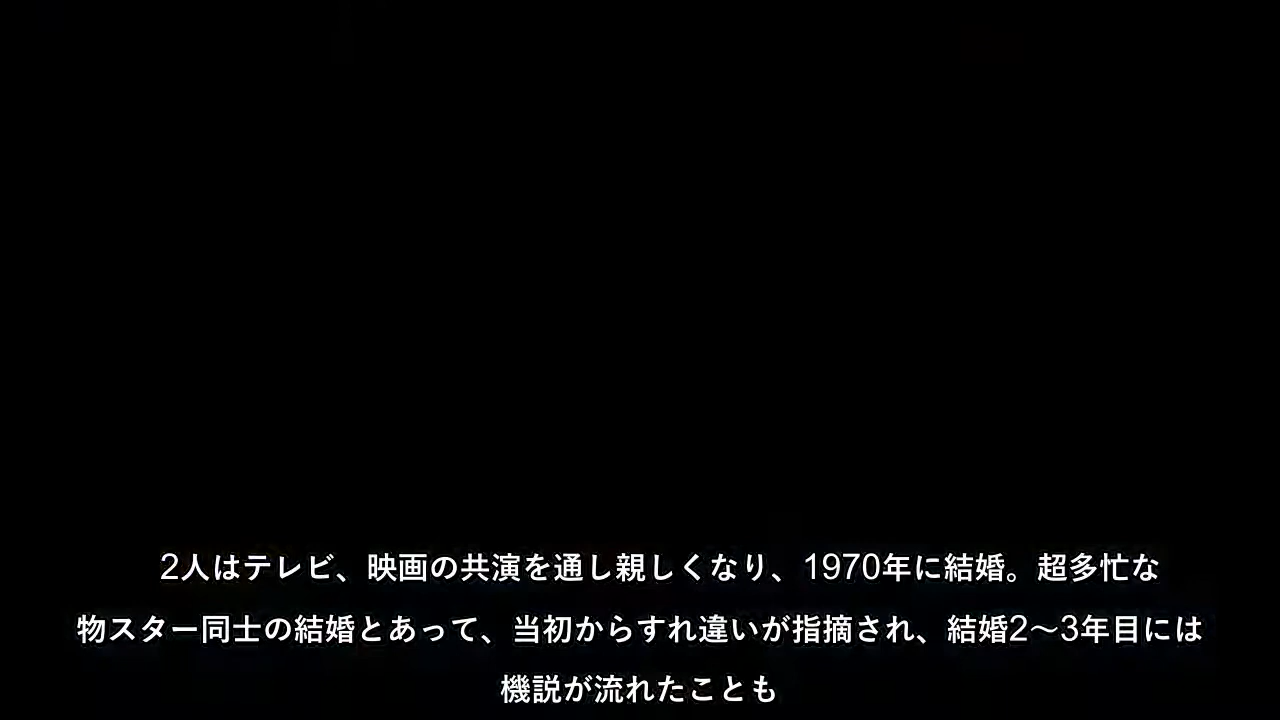 2人はテレビ、映画の共演を通し親しくなり、1970年に結婚。超多忙な
物スター同士の結婚とあって、当初からすれ違いが指摘され、結婚2〜3年目には
機説が流れたことも